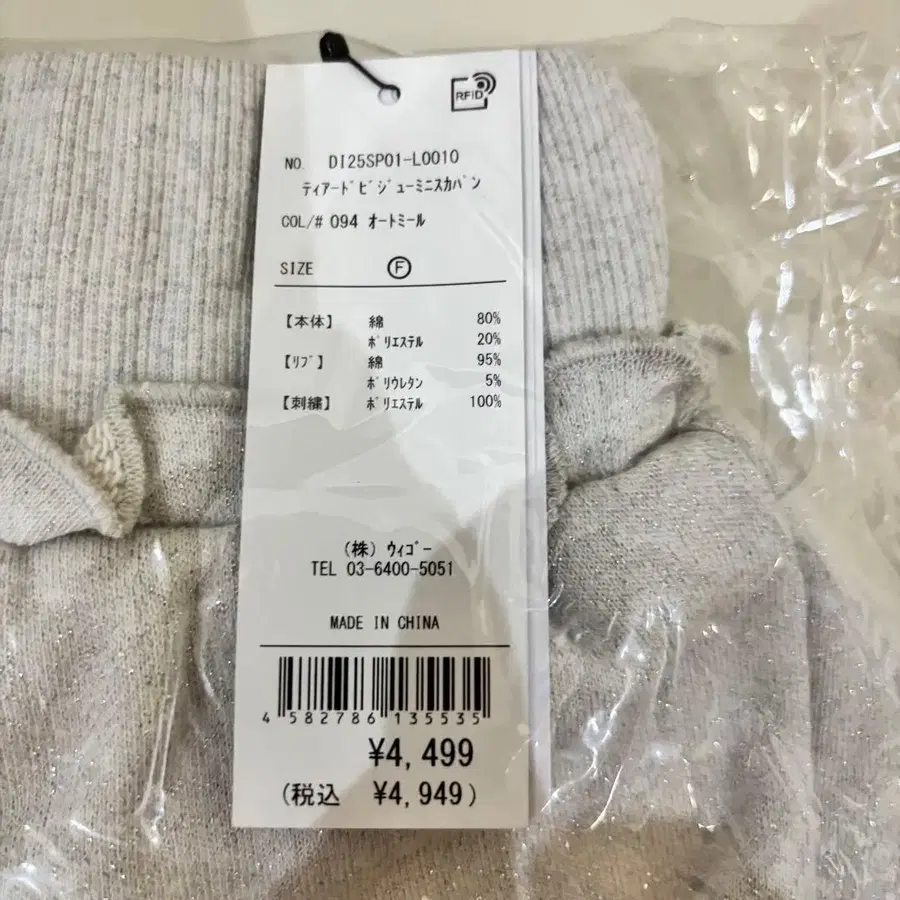 RFID
NO. DI25SP01-L0010
ﾃｨｱｰﾄﾞﾋﾞｼﾞｭｰﾐﾆｽｶﾊﾟﾝ
COL/# 094 ｵｰﾄﾐｰﾙ
SIZE Ⓕ
【本体】 綿 80%
ﾎﾟﾘｴｽﾃﾙ 20%
【ﾘﾌﾞ】 綿 95%
ﾎﾟﾘｳﾚﾀﾝ 5%
【刺繍】 ﾎﾟﾘｴｽﾃﾙ 100%
(株) ｳｨｺﾞｰ
TEL 03-6400-5051
MADE IN CHINA
4 582786 135535
¥4,499
(税込 ¥4,949)